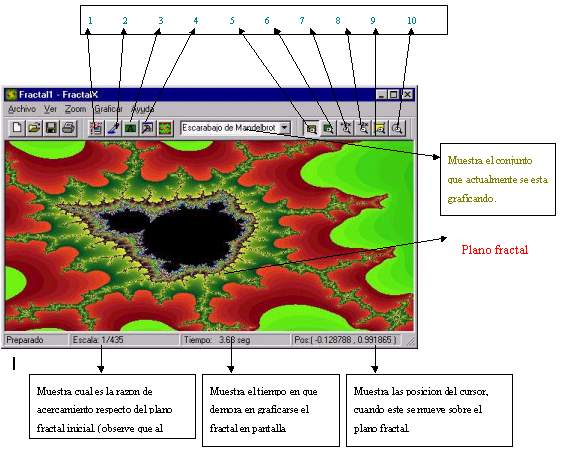 1 2 3 4 5 6 7 8 9 10
Fractal1 - FractalX
Archivo Ver Zoom Graficar Ayuda
Escarabajo de Mandelbrot
Muestra el conjunto
que actualmente se esta
graficando.
Plano fractal
Preparado Escala: 1/435 Tiempo: 3.68 seg Pos:( -0.128788 , 0.991865 )
Muestra cual es la razon de
acercamiento respecto del plano
fractal inicial. (observe que al
Muestra el tiempo en que
demora en graficarse el
fractal en pantalla
Muestra las posicion del cursor,
cuando este se mueve sobre el
plano fractal.